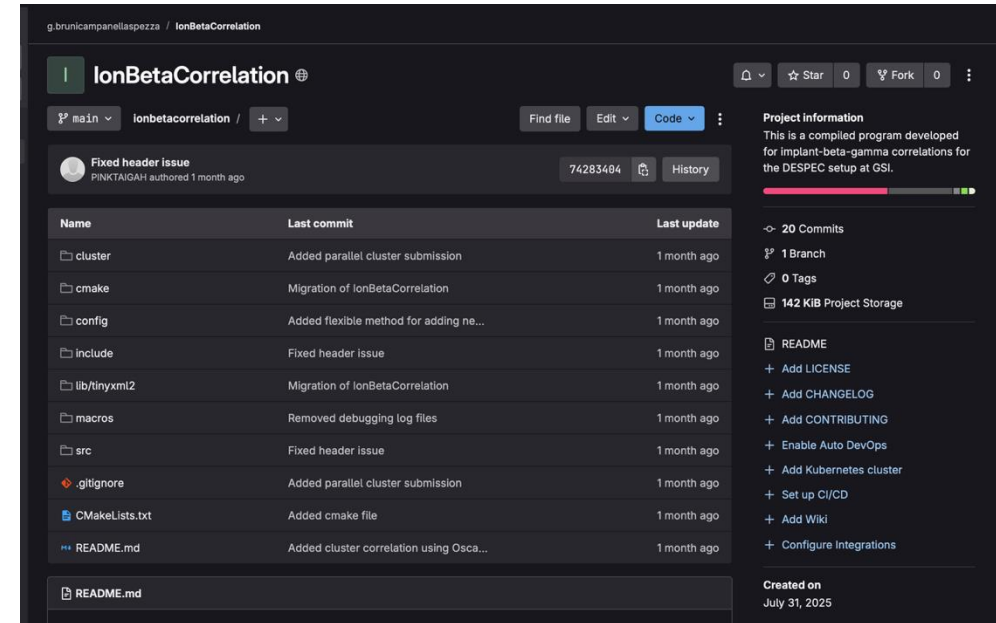 g.brunicampanellaspezza / IonBetaCorrelation
I IonBetaCorrelation
Star 0 Fork 0
main ionbetacorrelation / + Find file Edit Code
Fixed header issue
PINKTAIGAH authored 1 month ago
74283404 History
Name Last commit Last update
cluster Added parallel cluster submission 1 month ago
cmake Migration of IonBetaCorrelation 1 month ago
config Added flexible method for adding ne... 1 month ago
include Fixed header issue 1 month ago
lib/tinyxml2 Migration of IonBetaCorrelation 1 month ago
macros Removed debugging log files 1 month ago
src Fixed header issue 1 month ago
.gitignore Added parallel cluster submission 1 month ago
CMakeLists.txt Added cmake file 1 month ago
README.md Added cluster correlation using Osca... 1 month ago
README.md
Project information
This is a compiled program developed
for implant-beta-gamma correlations for
the DESPEC setup at GSI.
20 Commits
1 Branch
0 Tags
142 KiB Project Storage
README
+ Add LICENSE
+ Add CHANGELOG
+ Add CONTRIBUTING
+ Enable Auto DevOps
+ Add Kubernetes cluster
+ Set up CI/CD
+ Add Wiki
+ Configure Integrations
Created on
July 31, 2025